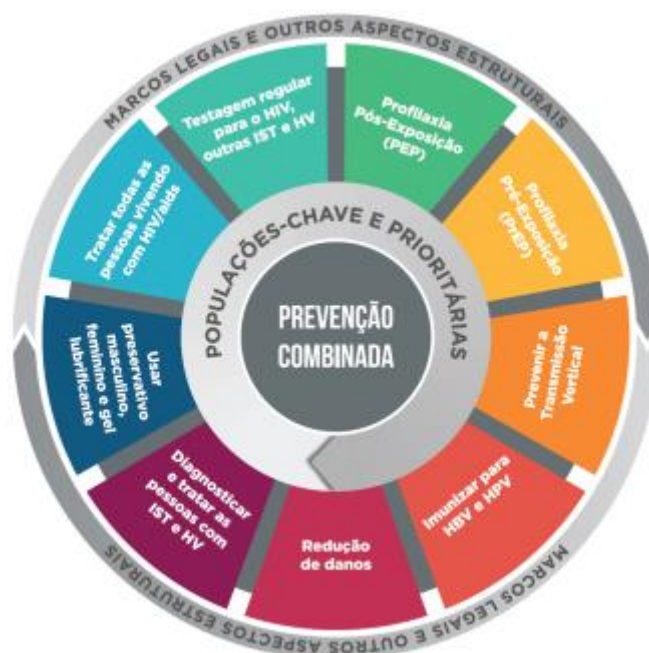 MARCOS LEGAIS E OUTROS ASPECTOS ESTRUTURAIS
Testagem regular
para o HIV,
outras IST e HV
Profilaxia
Pós-Exposição
(PEP)
Profilaxia
Pré-Exposição
(PrEP)
Prevenir a
Transmissão
Vertical
Imunizar para
HBV e HPV
Redução
de danos
Diagnosticar
e tratar as
pessoas com
IST e HV
Usar
preservativo
masculino,
feminino e gel
lubrificante
Tratar todas as
pessoas vivendo
com HIV/aids
POPULAÇÕES-CHAVE E PRIORITÁRIAS
PREVENÇÃO
COMBINADA
MARCOS LEGAIS E OUTROS ASPECTOS ESTRUTURAIS